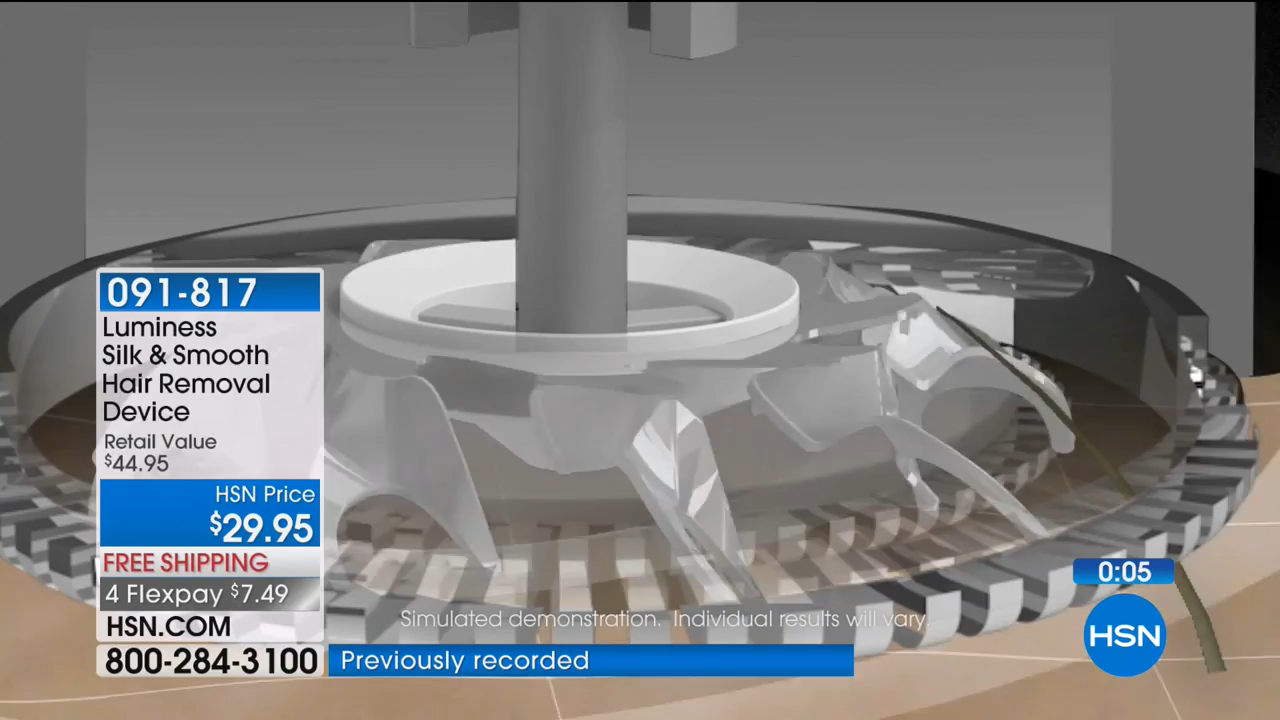 091-817
Luminess
Silk & Smooth
Hair Removal
Device
Retail Value
$44.95
HSN Price
$29.95
FREE SHIPPING
4 Flexpay $7.49
HSN.COM
800-284-3100
Previously recorded
Simulated demonstration. Individual results will vary.
0:05
HSN